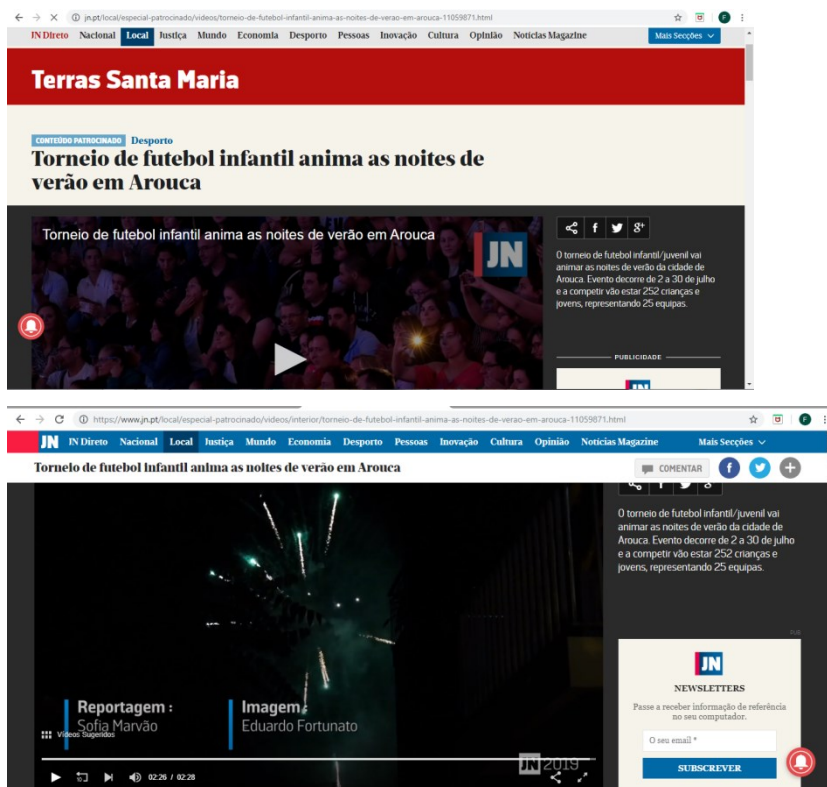 jn.pt/local/especial-patrocinado/videos/torneio-de-futebol-infantil-anima-as-noites-de-verao-em-arouca-11059871.html
F
IN Direto Nacional Local Justiça Mundo Economia Desporto Pessoas Inovação Cultura Opinião Notícias Magazine Mais Secções
Terras Santa Maria
CONTEÚDO PATROCINADO Desporto
Torneio de futebol infantil anima as noites de
verão em Arouca
Torneio de futebol infantil anima as noites de verão em Arouca
JN
f 8+
O torneio de futebol infantil/juvenil vai
animar as noites de verão da cidade de
Arouca. Evento decorre de 2 a 30 de julho
e a competir vão estar 252 crianças e
jovens, representando 25 equipas.
PUBLICIDADE
JN
https://www.jn.pt/local/especial-patrocinado/videos/interior/torneio-de-futebol-infantil-anima-as-noites-de-verao-em-arouca-11059871.html
F
JN IN Direto Nacional Local Justiça Mundo Economia Desporto Pessoas Inovação Cultura Opinião Notícias Magazine Mais Secções
Torneio de futebol infantil anima as noites de verão em Arouca
COMENTAR f +
O torneio de futebol infantil/juvenil vai
animar as noites de verão da cidade de
Arouca. Evento decorre de 2 a 30 de julho
e a competir vão estar 252 crianças e
jovens, representando 25 equipas.
PUB
JN
NEWSLETTERS
Passe a receber informação de referência
no seu computador.
O seu email *
SUBSCREVER
Reportagem :
Sofia Marvão
Imagem :
Eduardo Fortunato
Vídeos Sugeridos
JN 2019
10 02:26 / 02:28